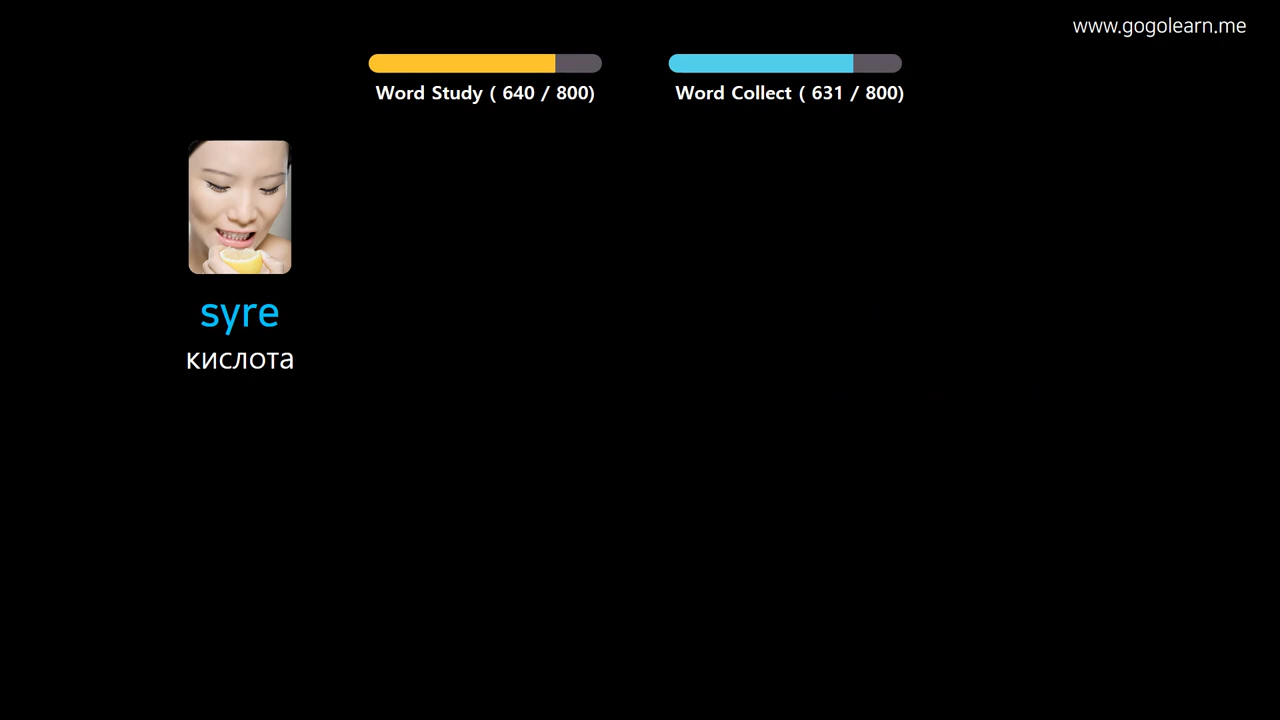 www.gogolearn.me
Word Study ( 640 / 800)
Word Collect ( 631 / 800)
syre
кислота